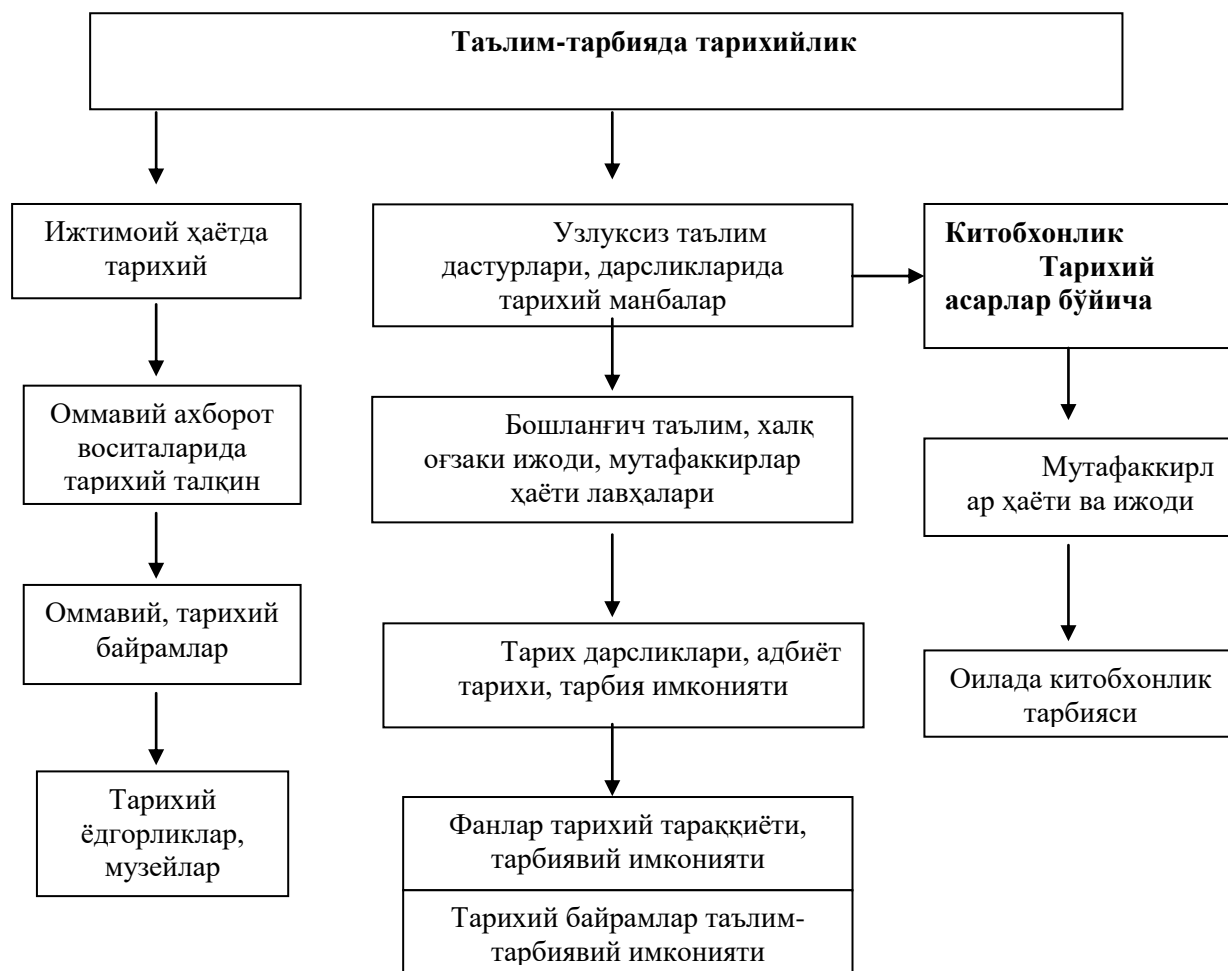 Таълим-тарбияда тарихийлик
Ижтимоий ҳаётда
тарихий
Оммавий ахборот
воситаларида
тарихий талқин
Оммавий, тарихий
байрамлар
Тарихий
ёдгорликлар,
музейлар
Узлуксиз таълим
дастурлари, дарсликларида
тарихий манбалар
Бошланғич таълим, халқ
оғзаки ижоди, мутафаккирлар
ҳаёти лавҳалари
Тарих дарсликлари, адбиёт
тарихи, тарбия имконияти
Фанлар тарихий тараққиёти,
тарбиявий имконияти
Тарихий байрамлар таълим-
тарбиявий имконияти
Китобхонлик
Тарихий
асарлар бўйича
Мутафаккирл
ар ҳаёти ва ижоди
Оилада китобхонлик
тарбияси